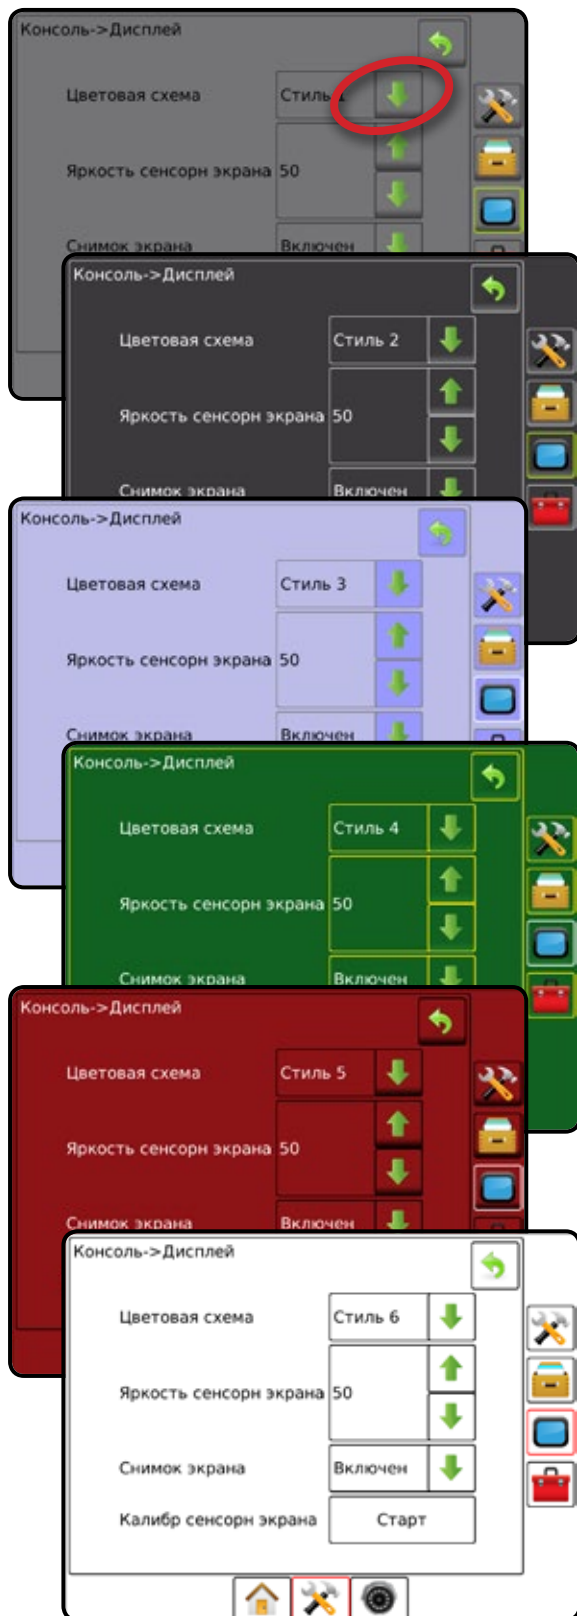 Консоль->Дисплей
Цветовая схема Стиль 1
Яркость сенсорн экрана 50
Снимок экрана Включен
Консоль->Дисплей
Цветовая схема Стиль 2
Яркость сенсорн экрана 50
Снимок экрана Включен
Консоль->Дисплей
Цветовая схема Стиль 3
Яркость сенсорн экрана 50
Снимок экрана Включен
Консоль->Дисплей
Цветовая схема Стиль 4
Яркость сенсорн экрана 50
Снимок экрана Включен
Консоль->Дисплей
Цветовая схема Стиль 5
Яркость сенсорн экрана 50
Снимок экрана Включен
Консоль->Дисплей
Цветовая схема Стиль 6
Яркость сенсорн экрана 50
Снимок экрана Включен
Калибр сенсорн экрана Старт